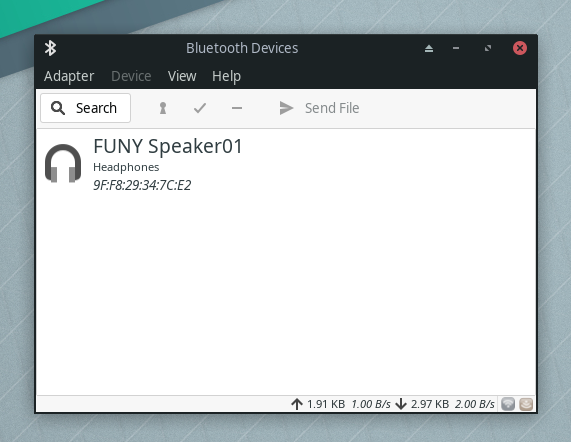 Bluetooth Devices
Adapter Device View Help
Search Send File
FUNY Speaker01
Headphones
9F:F8:29:34:7C:E2
1.91 KB 1.00 B/s 2.97 KB 2.00 B/s